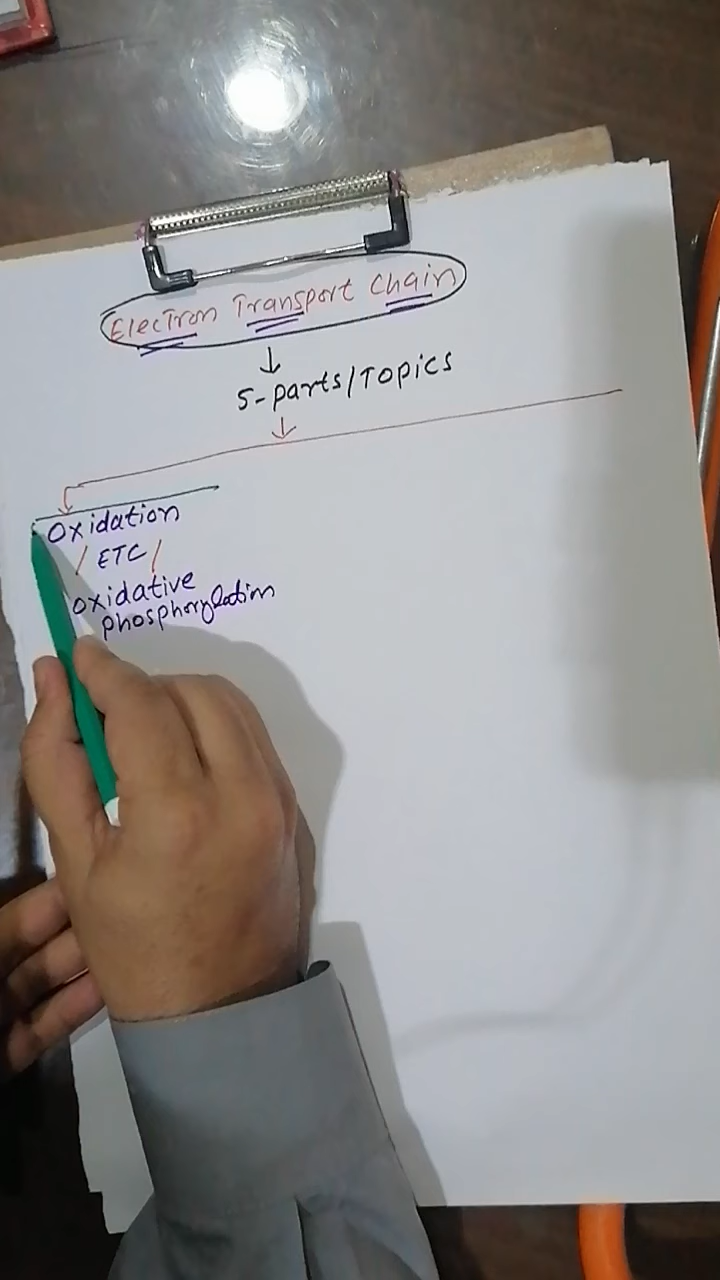 Electron Transport Chain
5-parts/Topics
Oxidation
/ ETC /
oxidative
phosphorylation